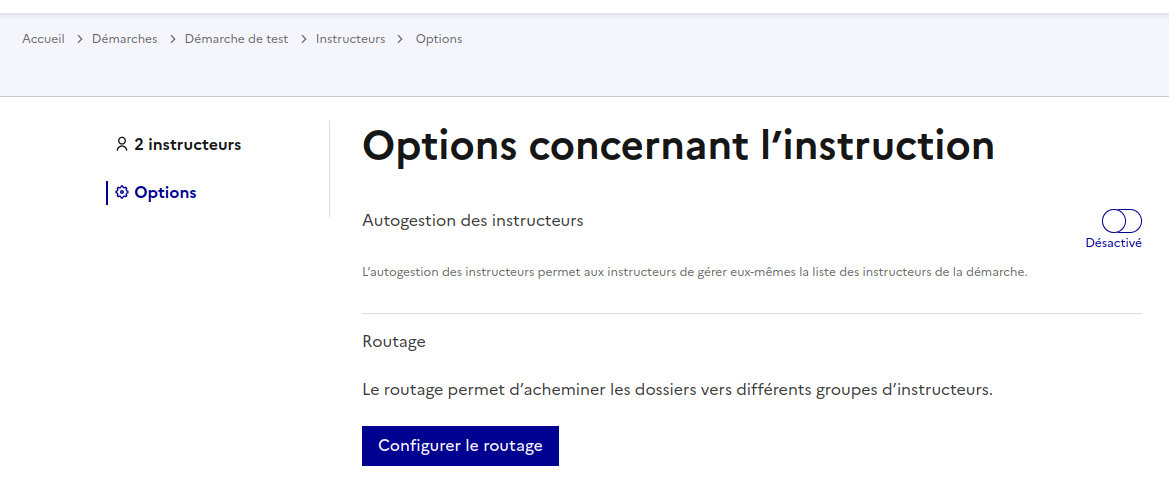 Accueil > Démarches > Démarche de test > Instructeurs > Options
2 instructeurs
Options
Options concernant l’instruction
Autogestion des instructeurs
Désactivé
L’autogestion des instructeurs permet aux instructeurs de gérer eux-mêmes la liste des instructeurs de la démarche.
Routage
Le routage permet d’acheminer les dossiers vers différents groupes d’instructeurs.
Configurer le routage